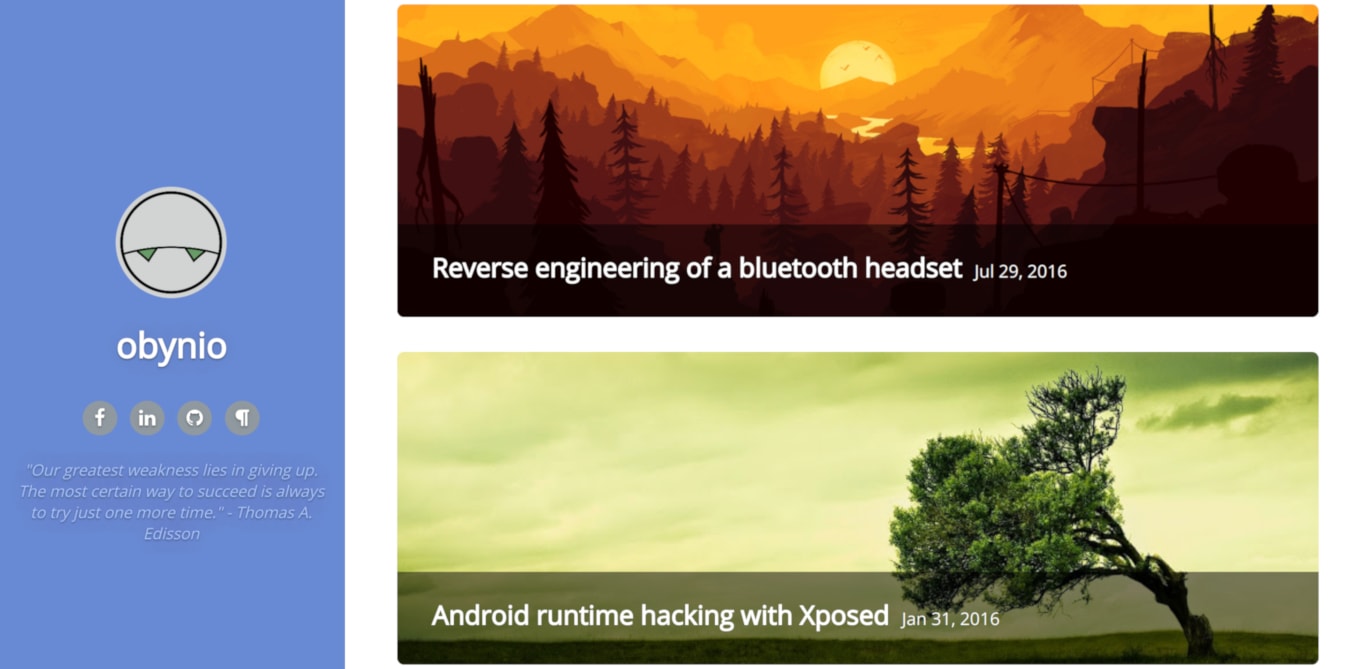 obynio
"Our greatest weakness lies in giving up.
The most certain way to succeed is always
to try just one more time." - Thomas A.
Edisson
Reverse engineering of a bluetooth headset Jul 29, 2016
Android runtime hacking with Xposed Jan 31, 2016